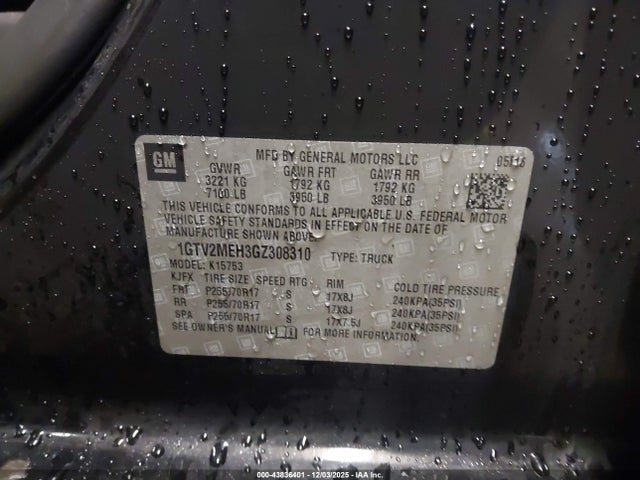 GM
MFD BY GENERAL MOTORS LLC 05/16
GVWR GAWR FRT GAWR RR
3221 KG 1792 KG 1792 KG
7100 LB 3950 LB 3950 LB
THIS VEHICLE CONFORMS TO ALL APPLICABLE U.S. FEDERAL MOTOR
VEHICLE SAFETY STANDARDS IN EFFECT ON THE DATE OF
MANUFACTURE SHOWN ABOVE.
1GTV2MEH3GZ308310 TYPE: TRUCK
MODEL: K15753
KJFX TIRE SIZE SPEED RTG RIM COLD TIRE PRESSURE
FRT P255/70R17 S 17X8J 240KPA(35PSI)
RR P255/70R17 S 17X8J 240KPA(35PSI)
SPA P255/70R17 S 17X7.5J 240KPA(35PSI)
SEE OWNER'S MANUAL FOR MORE INFORMATION.
000-43836401 - 12/03/2025 - IAA Inc.